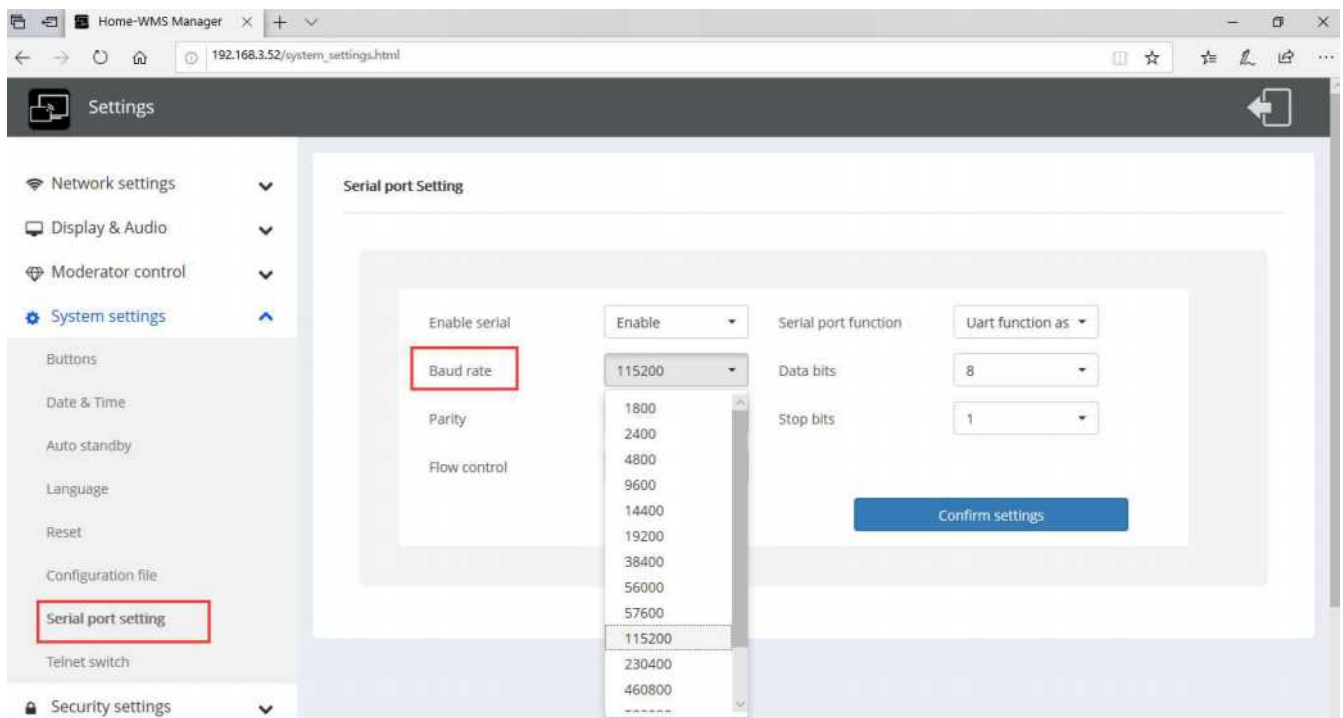 Home-WMS Manager
192.168.3.52/system_settings.html
Settings
Network settings
Display & Audio
Moderator control
System settings
Buttons
Date & Time
Auto standby
Language
Reset
Configuration file
Serial port setting
Telnet switch
Security settings
Serial port Setting
Enable serial Enable Serial port function Uart function as
Baud rate 115200 Data bits 8
Parity Stop bits 1
Flow control
1800
2400
4800
9600
14400
19200
38400
56000
57600
115200
230400
460800
Confirm settings